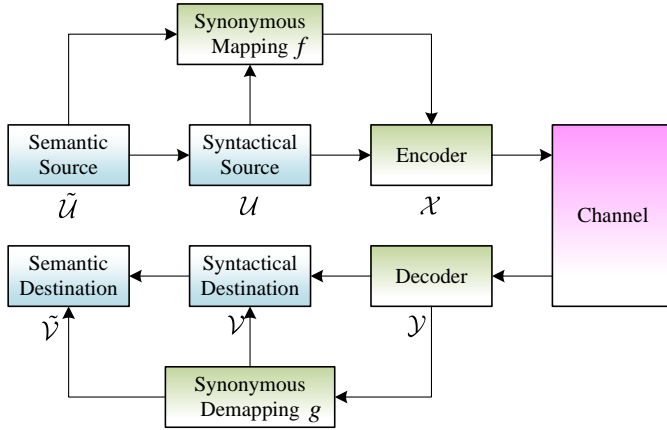 Synonymous
Mapping f
Semantic
Source
Syntactical
Source
Encoder
Channel
𝒰̃
𝒰
𝒳
Semantic
Destination
Syntactical
Destination
Decoder
𝒱̃
𝒱
𝒴
Synonymous
Demapping g